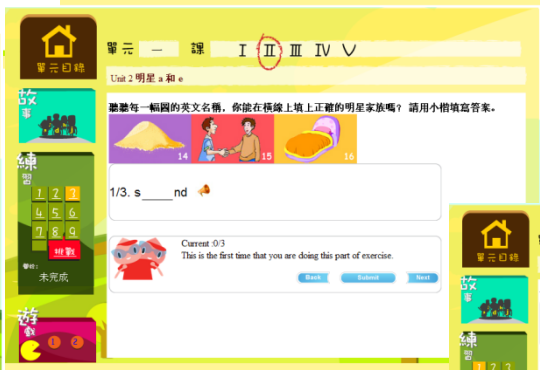 單元目錄
單元 一 課 I II III IV V
Unit 2 明星 a 和 e
故
事
聽聽每一幅圖的英文名稱，你能在橫線上填上正確的明星家族嗎？ 請用小楷填寫答案。
14 15 16
練
習
1 2 3
4 5 6
7 8 9
挑戰
未完成
1/3. s_____nd
Current :0/3
This is the first time that you are doing this part of exercise.
Back Submit Next
遊
戲
1 2
單元目錄
故
事
練
習
1 2 3